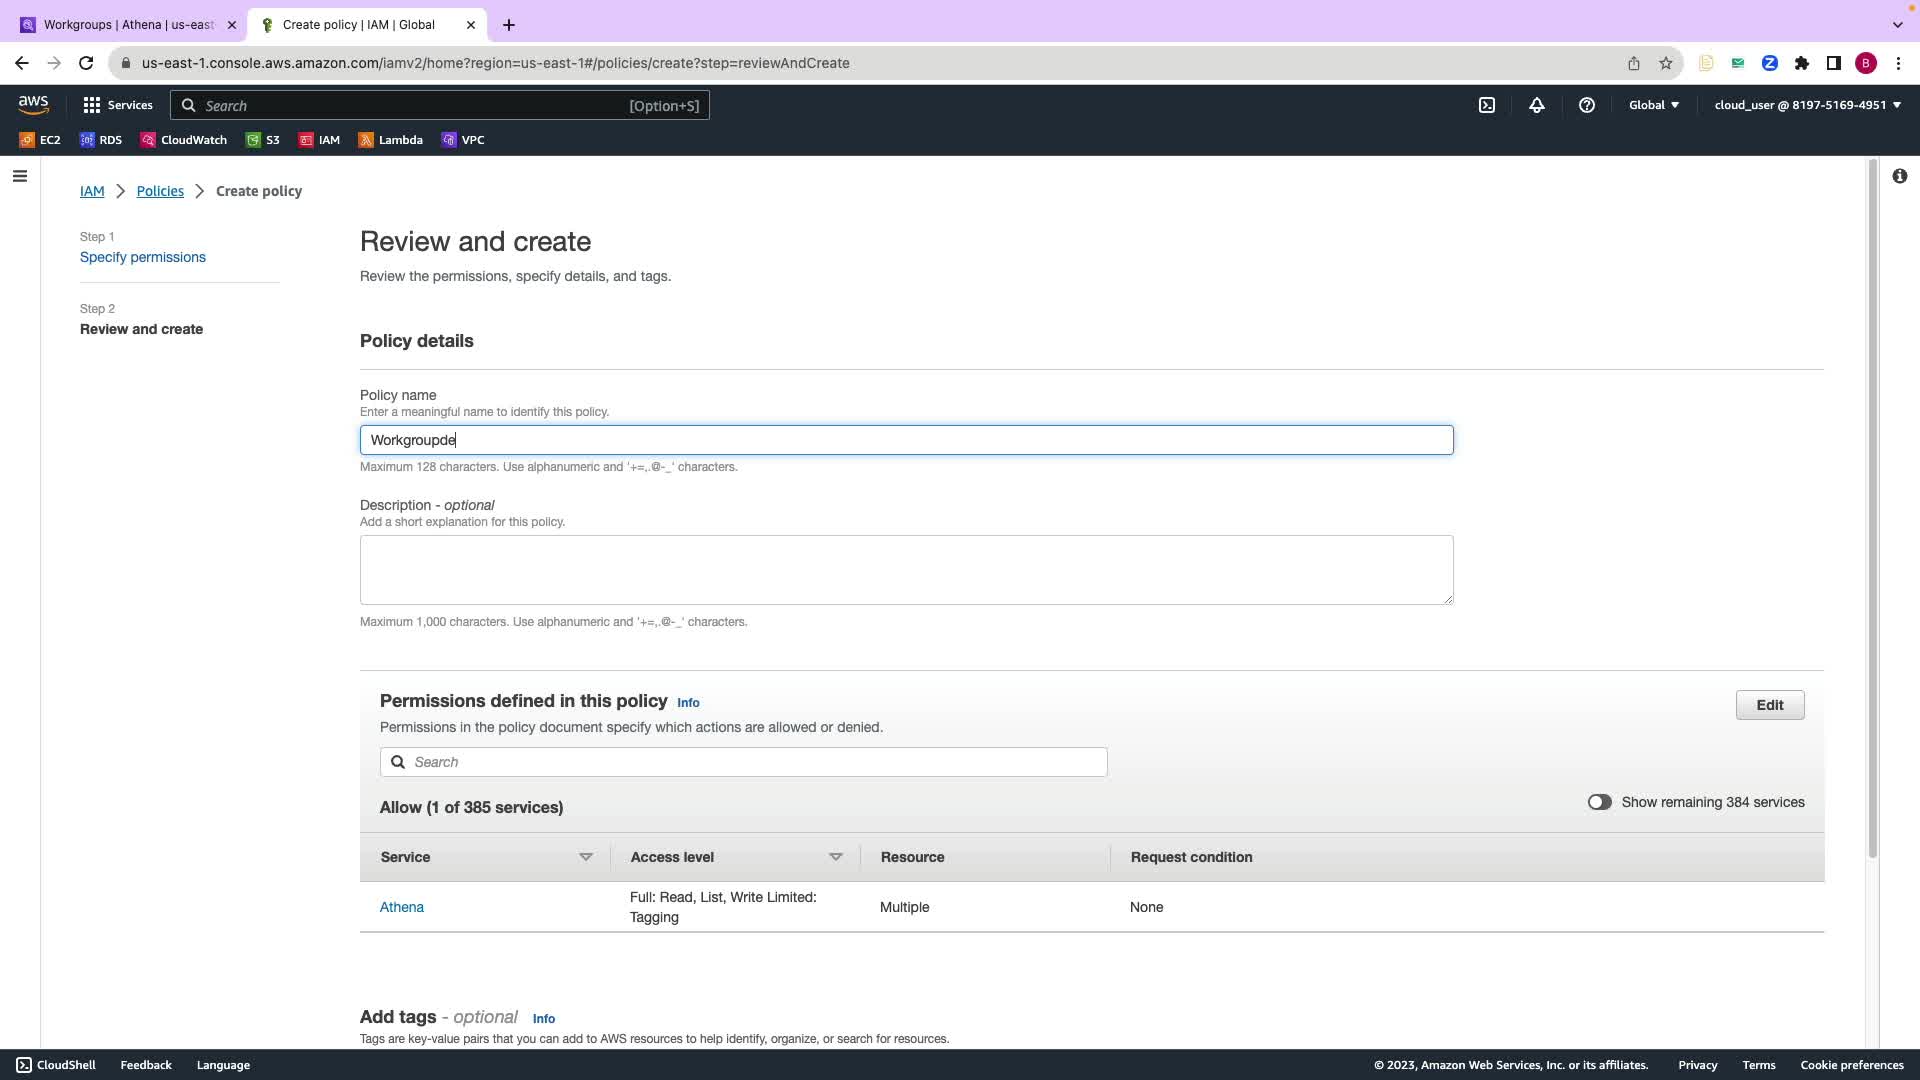 Workgroups | Athena | us-east
Create policy | IAM | Global
us-east-1.console.aws.amazon.com/iamv2/home?region=us-east-1#/policies/create?step=reviewAndCreate
B
aws
Services
Search
[Option+S]
Global
cloud_user @ 8197-5169-4951
EC2
RDS
CloudWatch
S3
IAM
Lambda
VPC
IAM > Policies > Create policy
Step 1
Specify permissions
Step 2
Review and create
Review and create
Review the permissions, specify details, and tags.
Policy details
Policy name
Enter a meaningful name to identify this policy.
Workgroupde
Maximum 128 characters. Use alphanumeric and '+=,.@-_' characters.
Description - optional
Add a short explanation for this policy.
Maximum 1,000 characters. Use alphanumeric and '+=,.@-_' characters.
Permissions defined in this policy Info
Edit
Permissions in the policy document specify which actions are allowed or denied.
Search
Allow (1 of 385 services)
Show remaining 384 services
Service
Access level
Resource
Request condition
Athena
Full: Read, List, Write Limited:
Tagging
Multiple
None
Add tags - optional Info
Tags are key-value pairs that you can add to AWS resources to help identify, organize, or search for resources.
CloudShell
Feedback
Language
© 2023, Amazon Web Services, Inc. or its affiliates.
Privacy
Terms
Cookie preferences